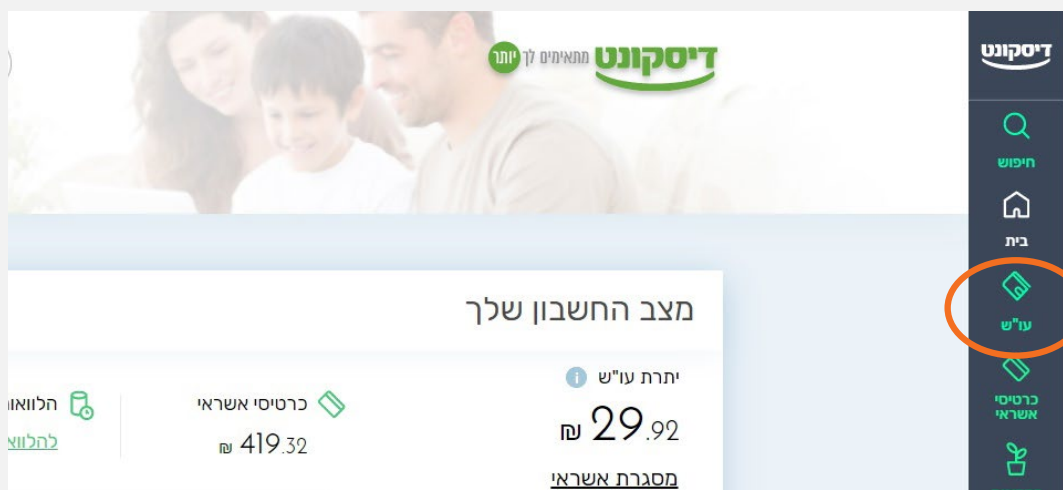 דיסקונט
חיפוש
בית
עו"ש
כרטיסי
אשראי
דיסקונט מתאימים לך יותר
מצב החשבון שלך
יתרת עו"ש i
29.92 ₪
מסגרת אשראי
כרטיסי אשראי
419.32 ₪